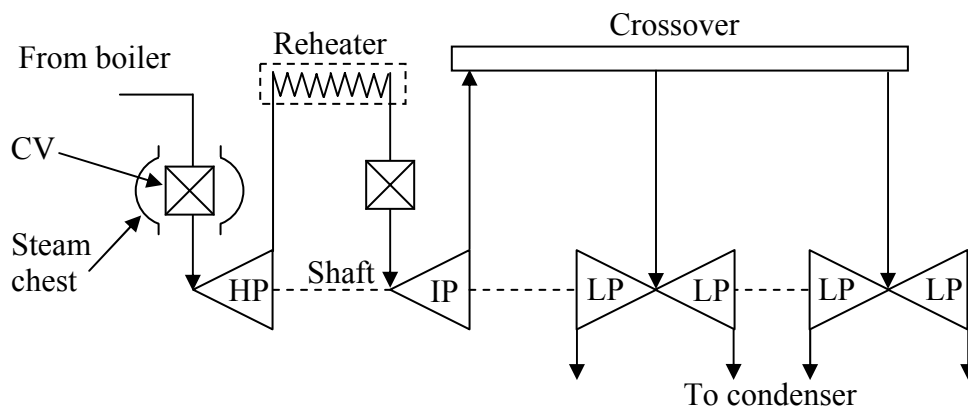 Crossover
Reheater
From boiler
CV
Steam
chest
Shaft
HP
IP
LP
LP
LP
LP
To condenser